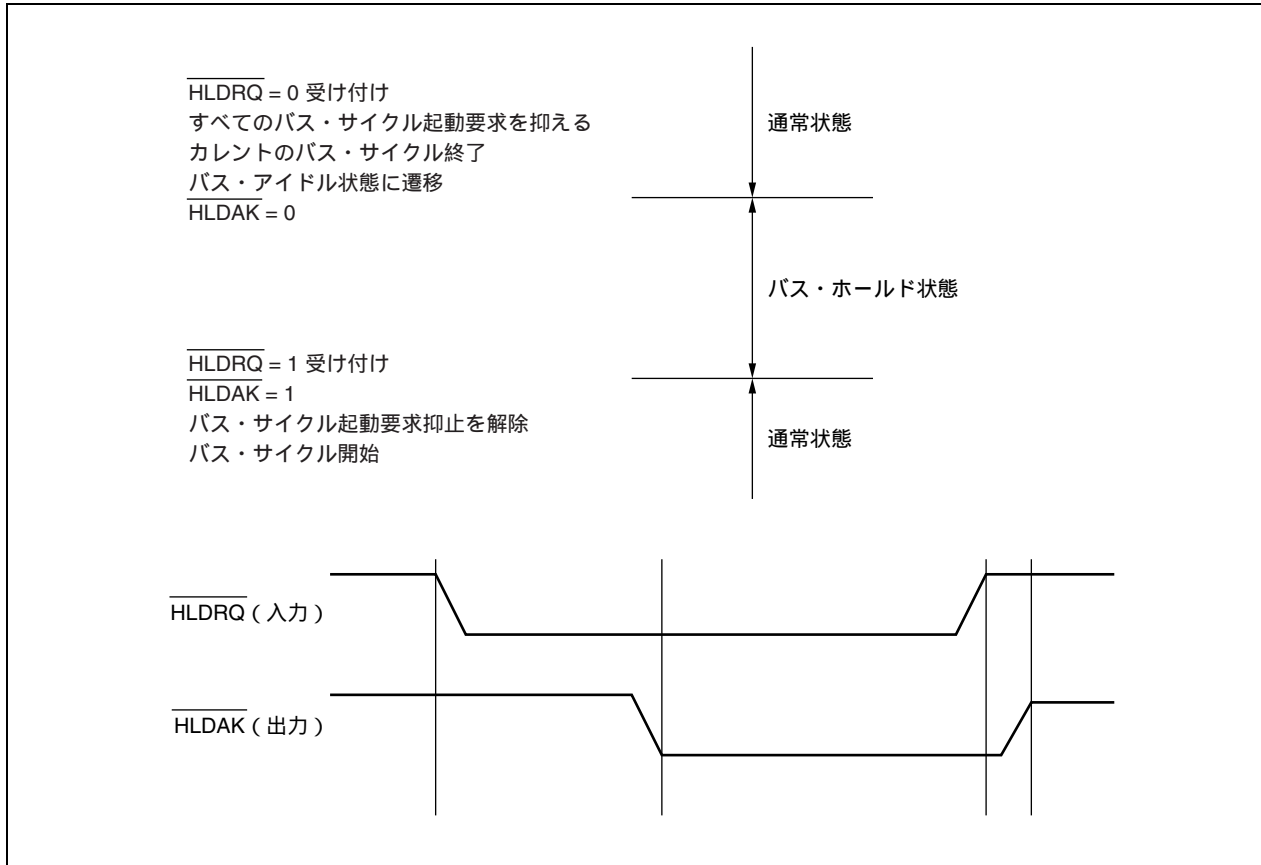 HLDRQ = 0 受け付け
すべてのバス・サイクル起動要求を抑える
カレントのバス・サイクル終了
バス・アイドル状態に遷移
HLDAK = 0
通常状態
バス・ホールド状態
HLDRQ = 1 受け付け
HLDAK = 1
バス・サイクル起動要求抑止を解除
バス・サイクル開始
通常状態
HLDRQ（入力）
HLDAK（出力）